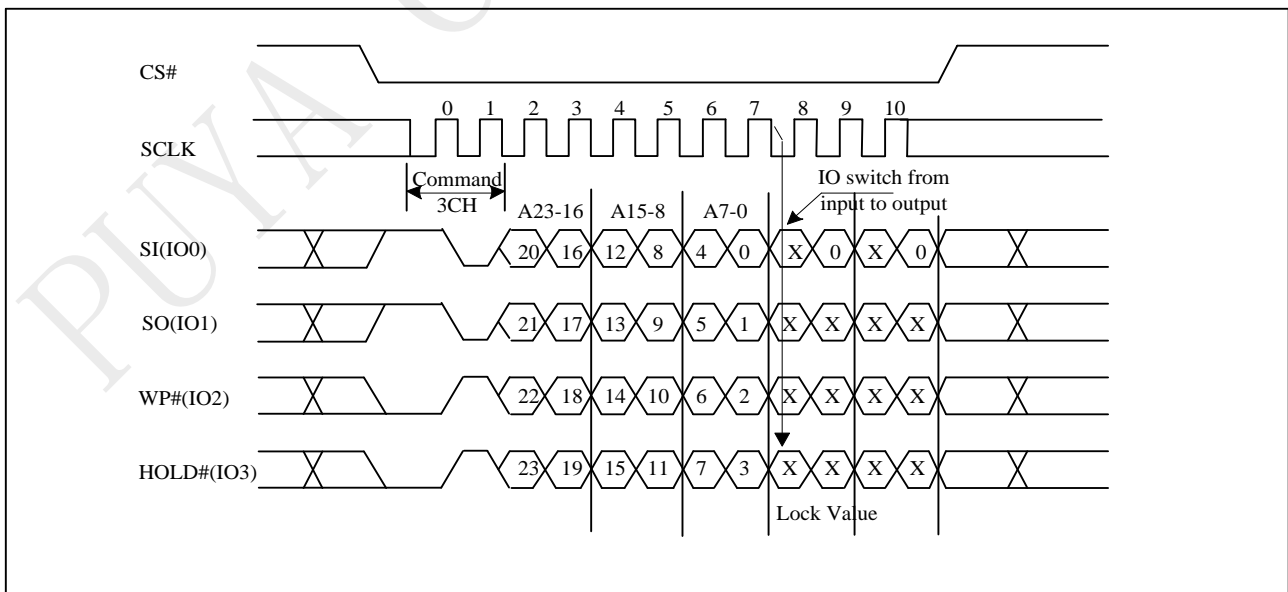 PUYA
CS#
SCLK
0 1 2 3 4 5 6 7 8 9 10
Command
3CH
IO switch from
input to output
A23-16 A15-8 A7-0
SI(IO0) 20 16 12 8 4 0 X 0 X 0
SO(IO1) 21 17 13 9 5 1 X X X X
WP#(IO2) 22 18 14 10 6 2 X X X X
HOLD#(IO3) 23 19 15 11 7 3 X X X X
Lock Value